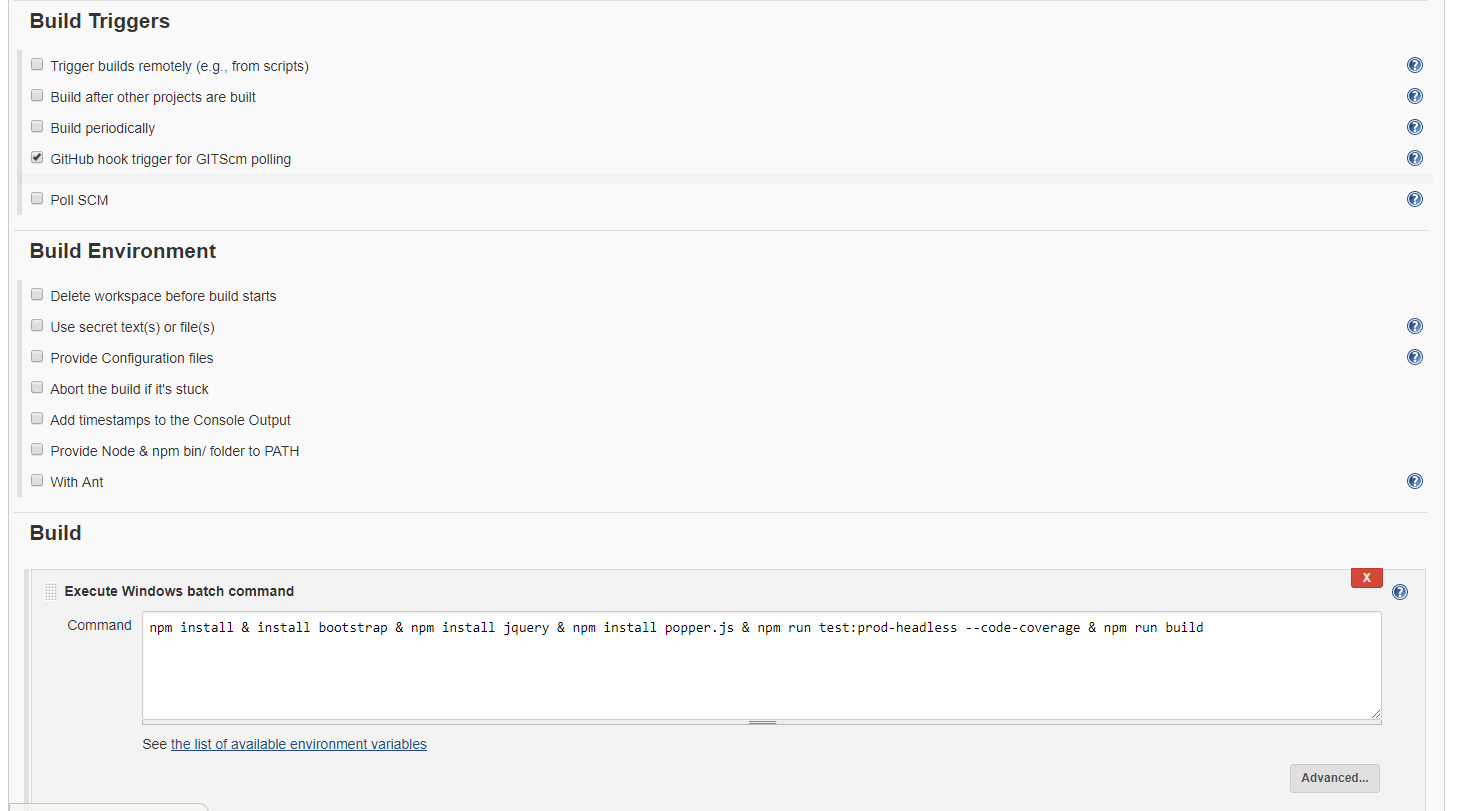 Build Triggers
Trigger builds remotely (e.g., from scripts)
Build after other projects are built
Build periodically
GitHub hook trigger for GITScm polling
Poll SCM
Build Environment
Delete workspace before build starts
Use secret text(s) or file(s)
Provide Configuration files
Abort the build if it's stuck
Add timestamps to the Console Output
Provide Node & npm bin/ folder to PATH
With Ant
Build
X
Execute Windows batch command
Command npm install & install bootstrap & npm install jquery & npm install popper.js & npm run test:prod-headless --code-coverage & npm run build
See the list of available environment variables
Advanced...